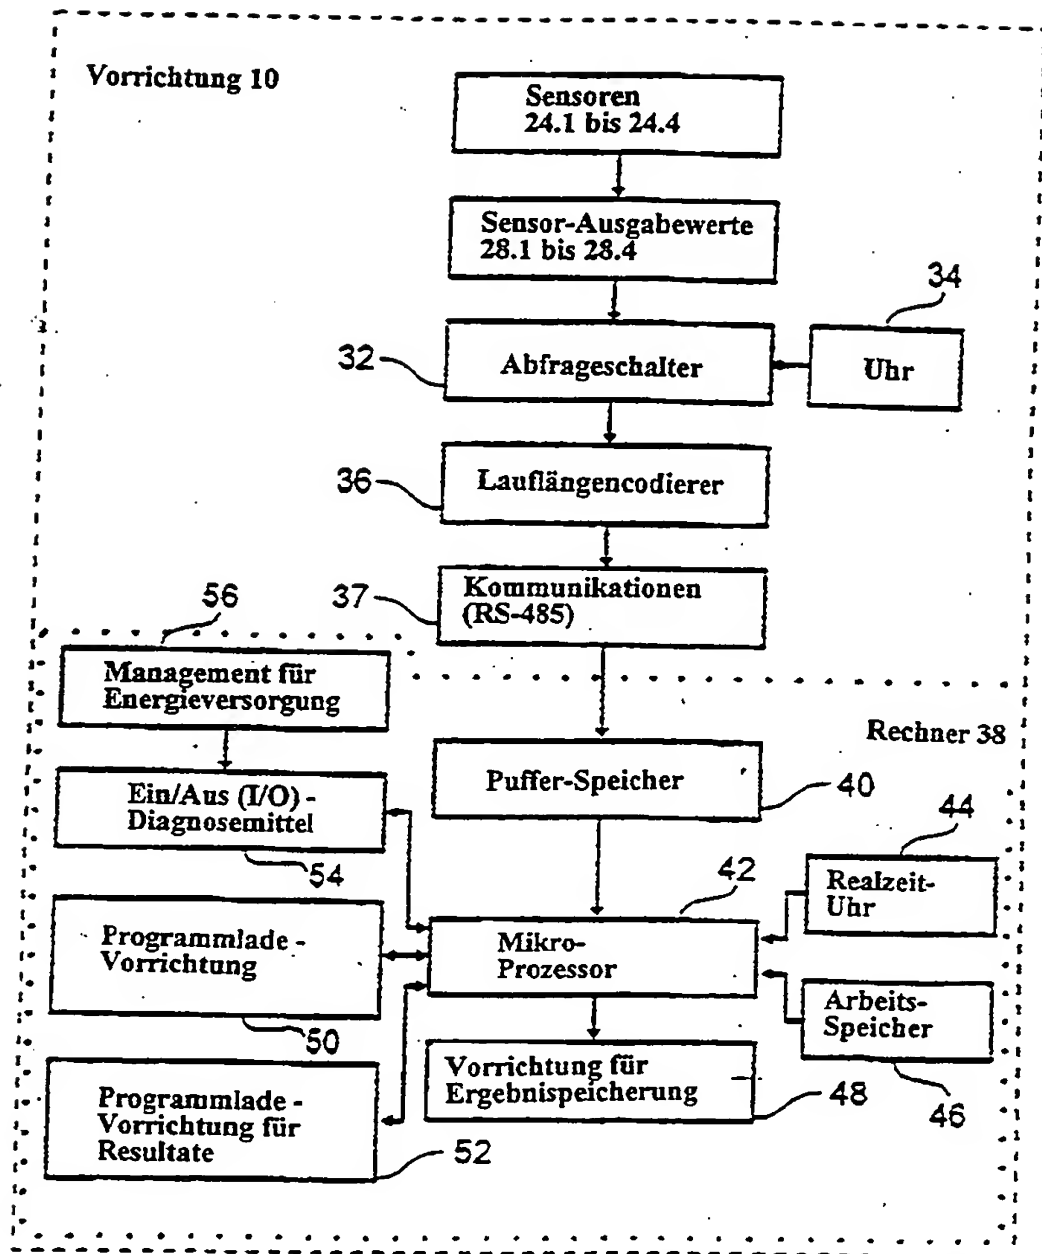 Vorrichtung 10
Sensoren
24.1 bis 24.4
Sensor-Ausgabewerte
28.1 bis 28.4
34
32
Abfrageschalter
Uhr
36
Lauflängencodierer
56
37
Kommunikationen
(RS-485)
Management für
Energieversorgung
Rechner 38
Ein/Aus (I/O) -
Diagnosemittel
Puffer-Speicher
40
54
42
44
Realzeit-
Uhr
Programmlade -
Vorrichtung
Mikro-
Prozessor
50
Arbeits-
Speicher
Vorrichtung für
Ergebnispeicherung
48
46
Programmlade -
Vorrichtung für
Resultate
52